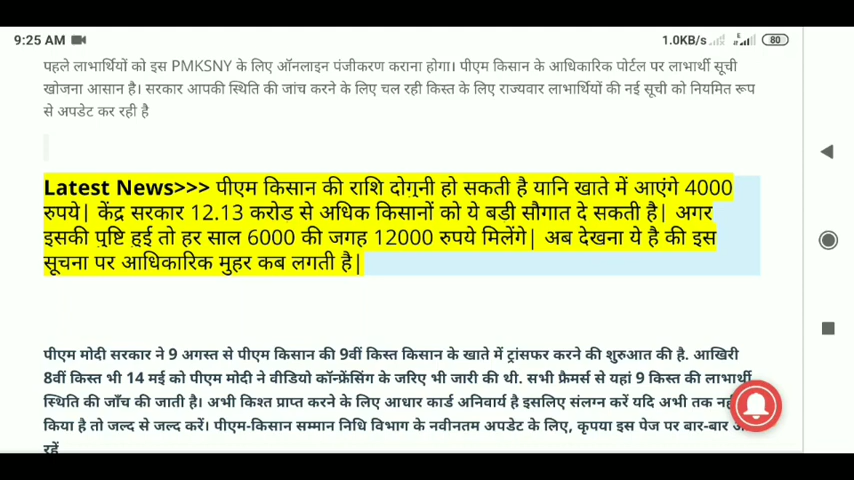 9:25 AM
1.0KB/s
80
पहले लाभार्थियों को इस PMKSNY के लिए ऑनलाइन पंजीकरण कराना होगा। पीएम किसान के आधिकारिक पोर्टल पर लाभार्थी सूची
खोजना आसान है। सरकार आपकी स्थिति की जांच करने के लिए चल रही किस्त के लिए राज्यवार लाभार्थियों की नई सूची को नियमित रूप
से अपडेट कर रही है
Latest News>>> पीएम किसान की राशि दोगुनी हो सकती है यानि खाते में आएंगे 4000
रुपये| केंद्र सरकार 12.13 करोड से अधिक किसानों को ये बडी सौगात दे सकती है| अगर
इसकी पुष्टि हुई तो हर साल 6000 की जगह 12000 रुपये मिलेंगे| अब देखना ये है की इस
सूचना पर आधिकारिक मुहर कब लगती है|
पीएम मोदी सरकार ने 9 अगस्त से पीएम किसान की 9वीं किस्त किसान के खाते में ट्रांसफर करने की शुरुआत की है. आखिरी
8वीं किस्त भी 14 मई को पीएम मोदी ने वीडियो कॉन्फ्रेंसिंग के जरिए भी जारी की थी. सभी फ्रैमर्स से यहां 9 किस्त की लाभार्थी
स्थिति की जाँच की जाती है। अभी किश्त प्राप्त करने के लिए आधार कार्ड अनिवार्य है इसलिए संलग्न करें यदि अभी तक
किया है तो जल्द से जल्द करें। पीएम-किसान सम्मान निधि विभाग के नवीनतम अपडेट के लिए, कृपया इस पेज पर बार-बार
रहें